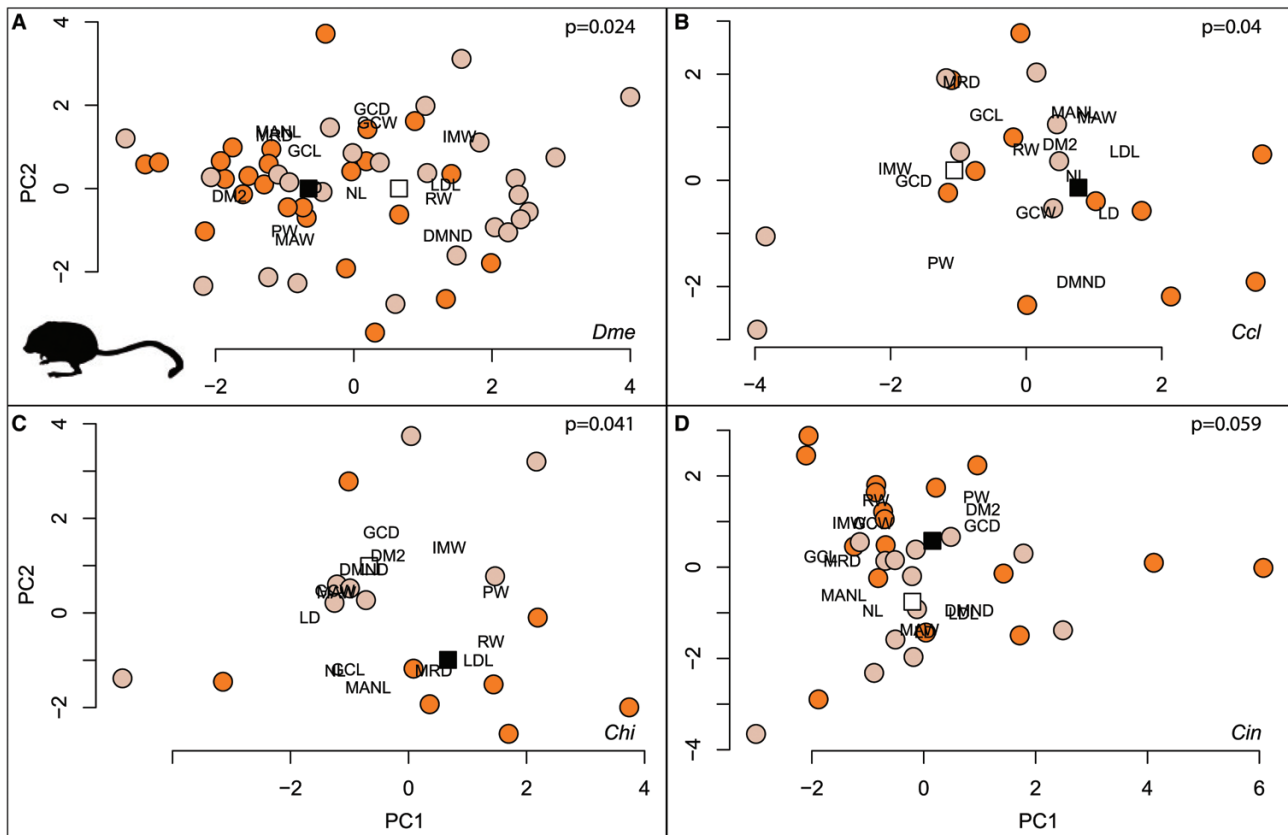 A
p=0.024
4
2
0
−2
PC2
GCD
GCW
MANL
MRD
GCL
IMW
DM2
NL
LDL
RW
PW
MAW
DMND
Dme
−2
0
2
4
B
p=0.04
2
0
−2
MRD
GCL
MANL
MAW
RW
DM2
LDL
IMW
GCD
NL
GCW
LD
PW
DMND
Ccl
−4
−2
0
2
C
p=0.041
4
2
0
−2
PC2
GCD
IMW
DM2
DMND
MAW
PW
LD
RW
NL
GCL
MRD
LDL
MANL
Chi
−2
0
2
4
PC1
D
p=0.059
2
0
−2
−4
RW
PW
DM2
IMW
GCW
GCD
GCL
MRD
MANL
NL
DMND
LDL
MAW
Cin
−2
0
2
4
6
PC1